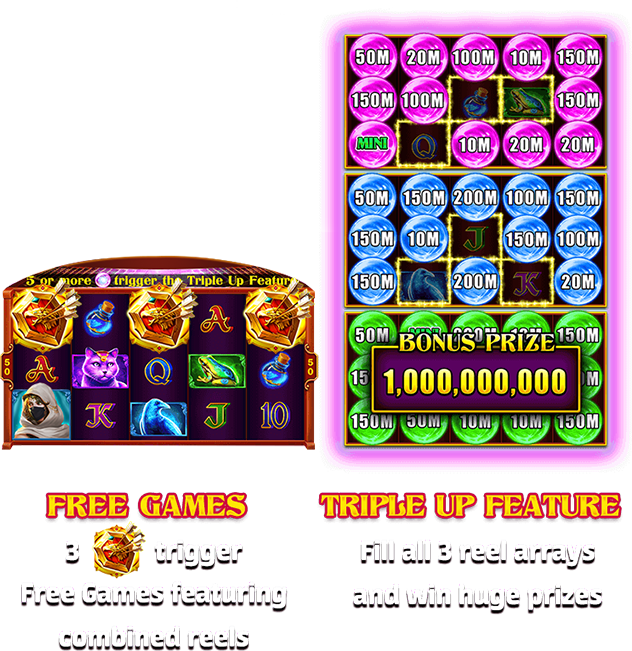 50M 20M 100M 10M 150M
150M 100M 150M
MINI Q 10M 20M 20M
50M 150M 200M 100M 150M
150M 10M J 150M 100M
150M 200M K 20M
50M MINI 200M 10M 150M
BONUS PRIZE
1,000,000,000
150M 50M 10M 10M 150M
5 or more trigger the Triple Up Feature
A
50 A Q 50
K J 10
FREE GAMES
3 trigger
Free Games featuring
combined reels
TRIPLE UP FEATURE
Fill all 3 reel arrays
and win huge prizes